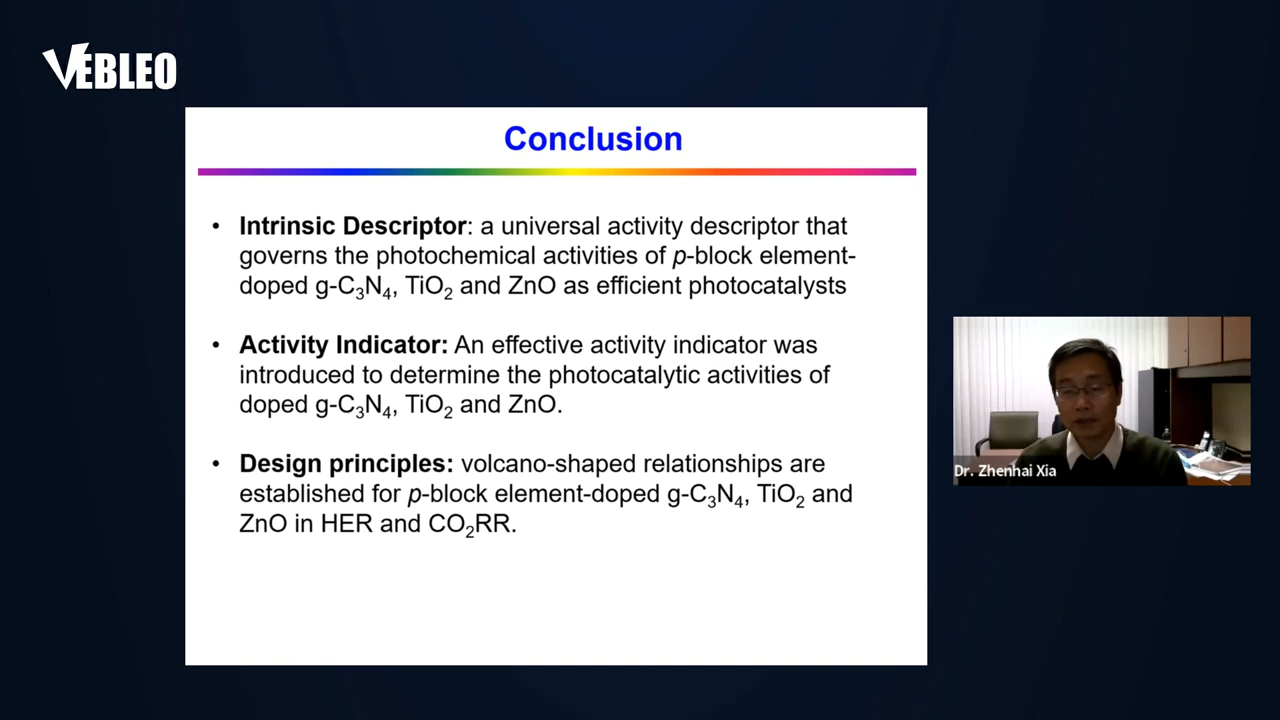 VEBLEO
Conclusion
• Intrinsic Descriptor: a universal activity descriptor that
governs the photochemical activities of p-block element-
doped g-C₃N₄, TiO₂ and ZnO as efficient photocatalysts
• Activity Indicator: An effective activity indicator was
introduced to determine the photocatalytic activities of
doped g-C₃N₄, TiO₂ and ZnO.
• Design principles: volcano-shaped relationships are
established for p-block element-doped g-C₃N₄, TiO₂ and
ZnO in HER and CO₂RR.
Dr. Zhenhai Xia